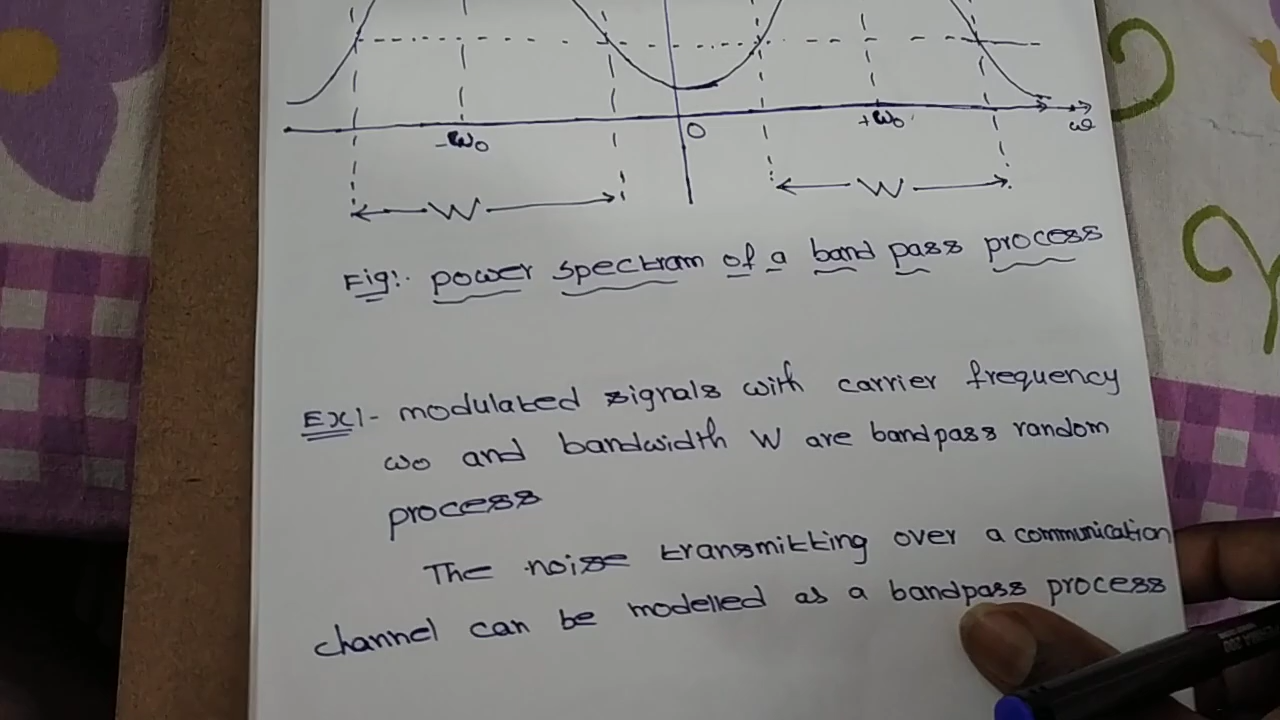 -ω0 0 +ω0 ω
W W
Fig:- power spectram of a band pass process
EX:- modulated signals with carrier frequency
ω0 and bandwidth W are bandpass random
process
The noise transmitting over a communication
channel can be modelled as a bandpass process